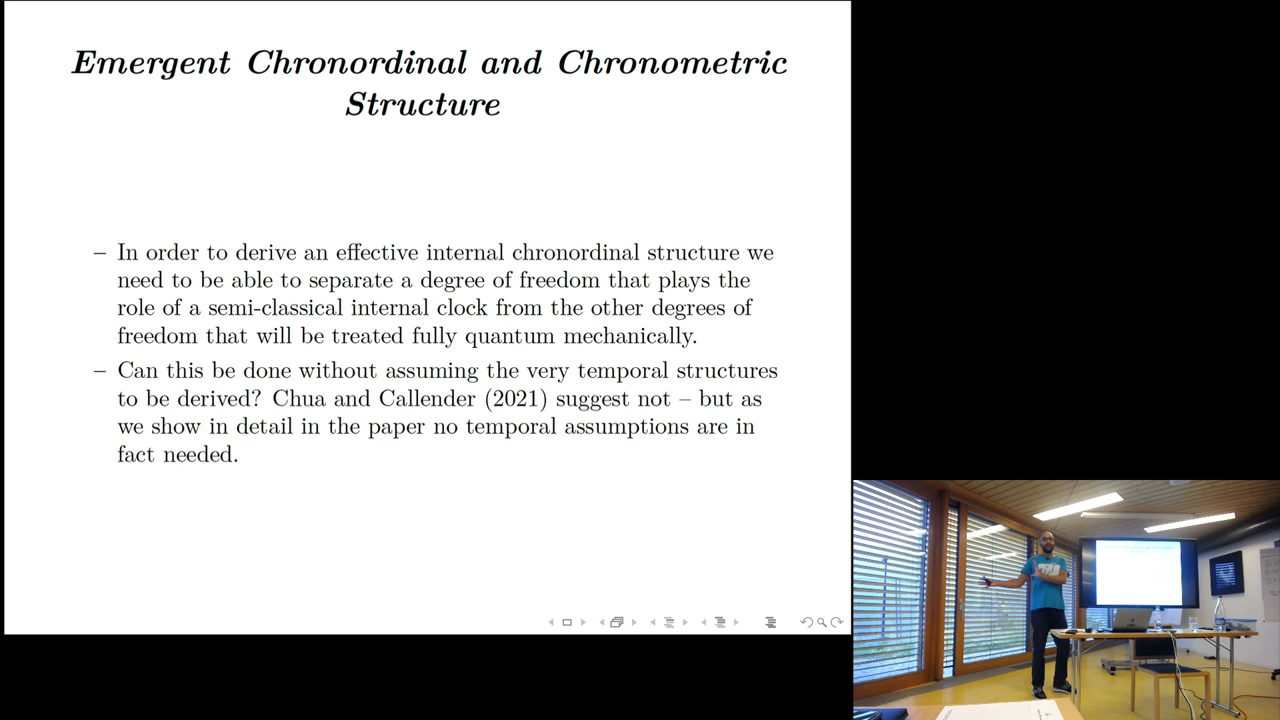 Emergent Chronordinal and Chronometric
Structure
– In order to derive an effective internal chronordinal structure we
need to be able to separate a degree of freedom that plays the
role of a semi-classical internal clock from the other degrees of
freedom that will be treated fully quantum mechanically.
– Can this be done without assuming the very temporal structures
to be derived? Chua and Callender (2021) suggest not – but as
we show in detail in the paper no temporal assumptions are in
fact needed.